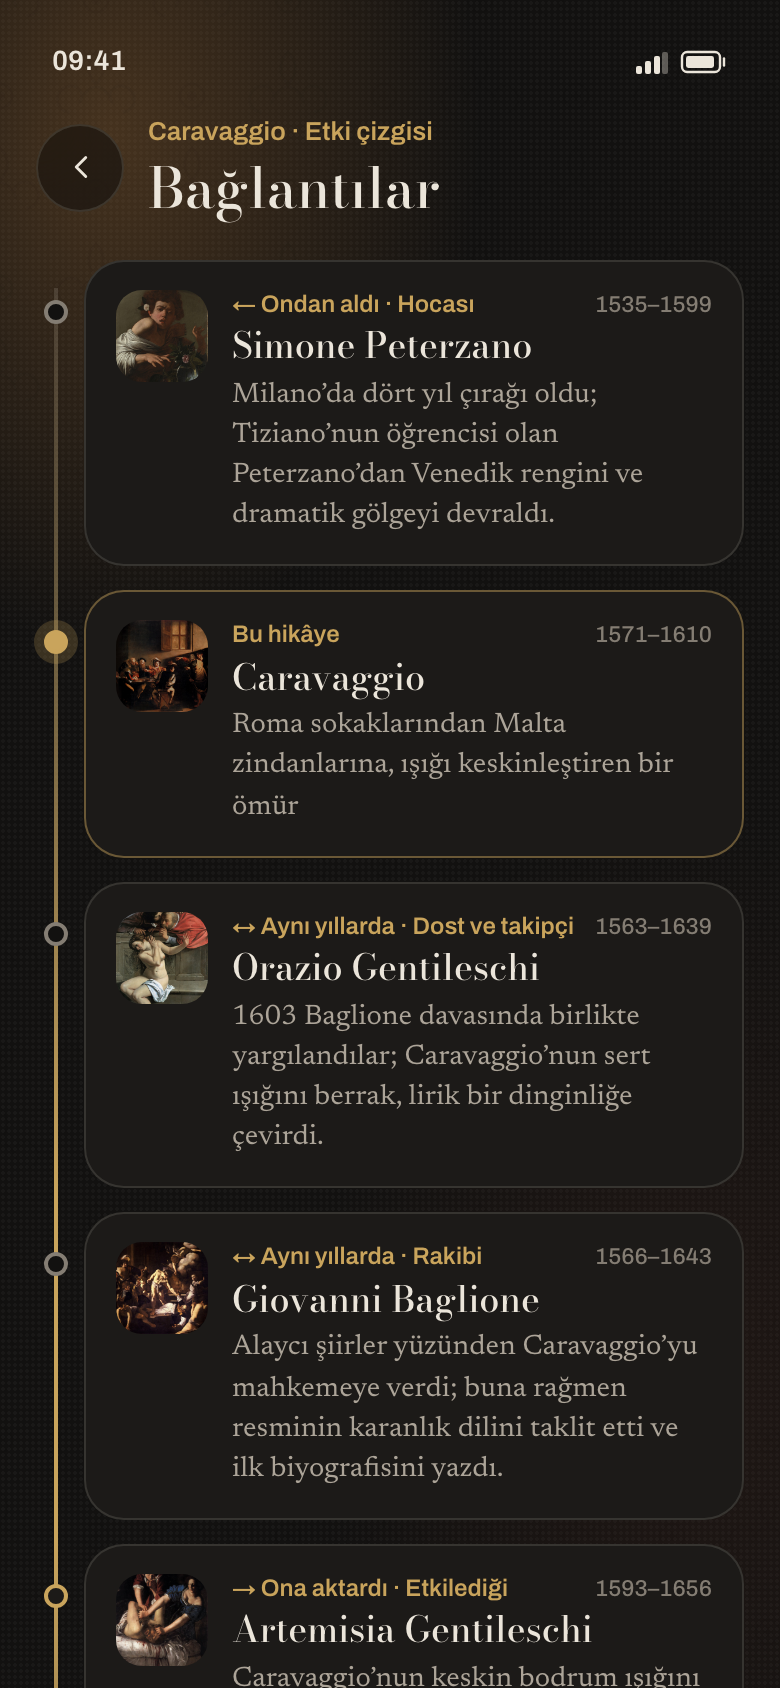 09:41
Caravaggio · Etki çizgisi
Bağlantılar
← Ondan aldı · Hocası 1535–1599
Simone Peterzano
Milano’da dört yıl çırağı oldu;
Tiziano’nun öğrencisi olan
Peterzano’dan Venedik rengini ve
dramatik gölgeyi devraldı.
Bu hikâye 1571–1610
Caravaggio
Roma sokaklarından Malta
zindanlarına, ışığı keskinleştiren bir
ömür
↔ Aynı yıllarda · Dost ve takipçi 1563–1639
Orazio Gentileschi
1603 Baglione davasında birlikte
yargılandılar; Caravaggio’nun sert
ışığını berrak, lirik bir dinginliğe
çevirdi.
↔ Aynı yıllarda · Rakibi 1566–1643
Giovanni Baglione
Alaycı şiirler yüzünden Caravaggio’yu
mahkemeye verdi; buna rağmen
resminin karanlık dilini taklit etti ve
ilk biyografisini yazdı.
→ Ona aktardı · Etkilediği 1593–1656
Artemisia Gentileschi
Caravaggio’nun keskin bodrum ışığını